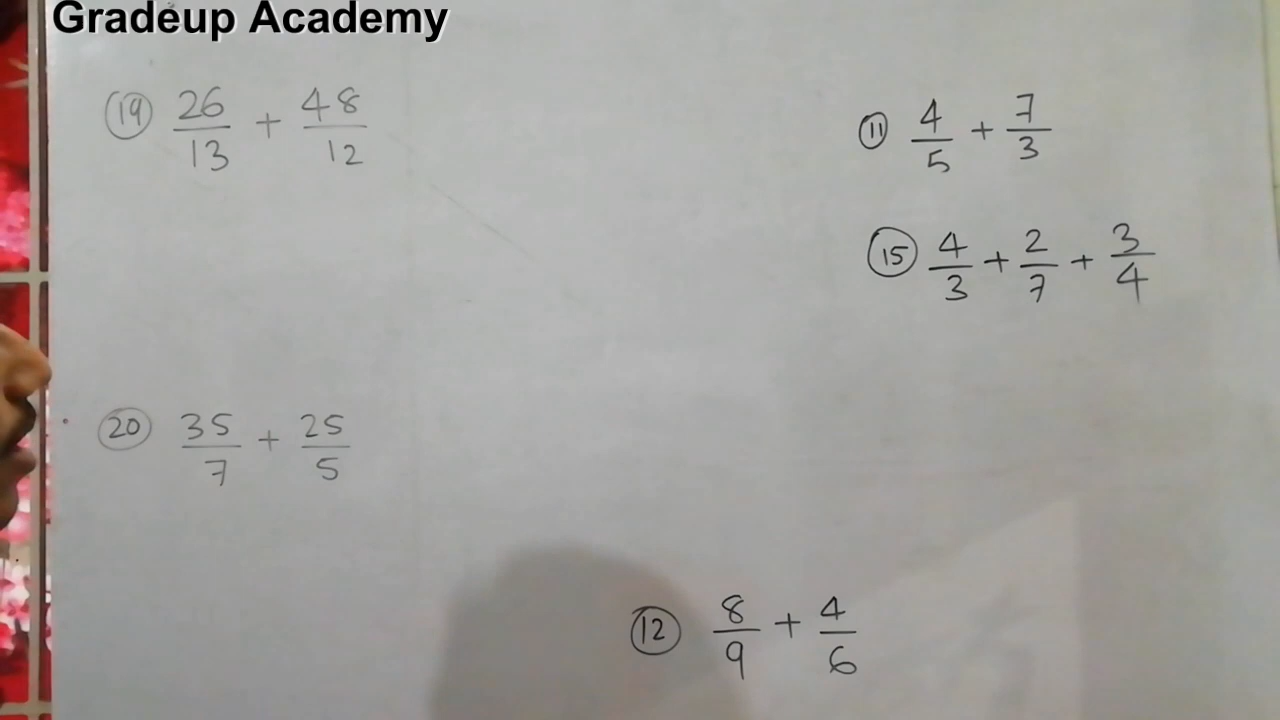 Gradeup Academy
⑲ 26/13 + 48/12
⑪ 4/5 + 7/3
⑮ 4/3 + 2/7 + 3/4
⑳ 35/7 + 25/5
⑫ 8/9 + 4/6